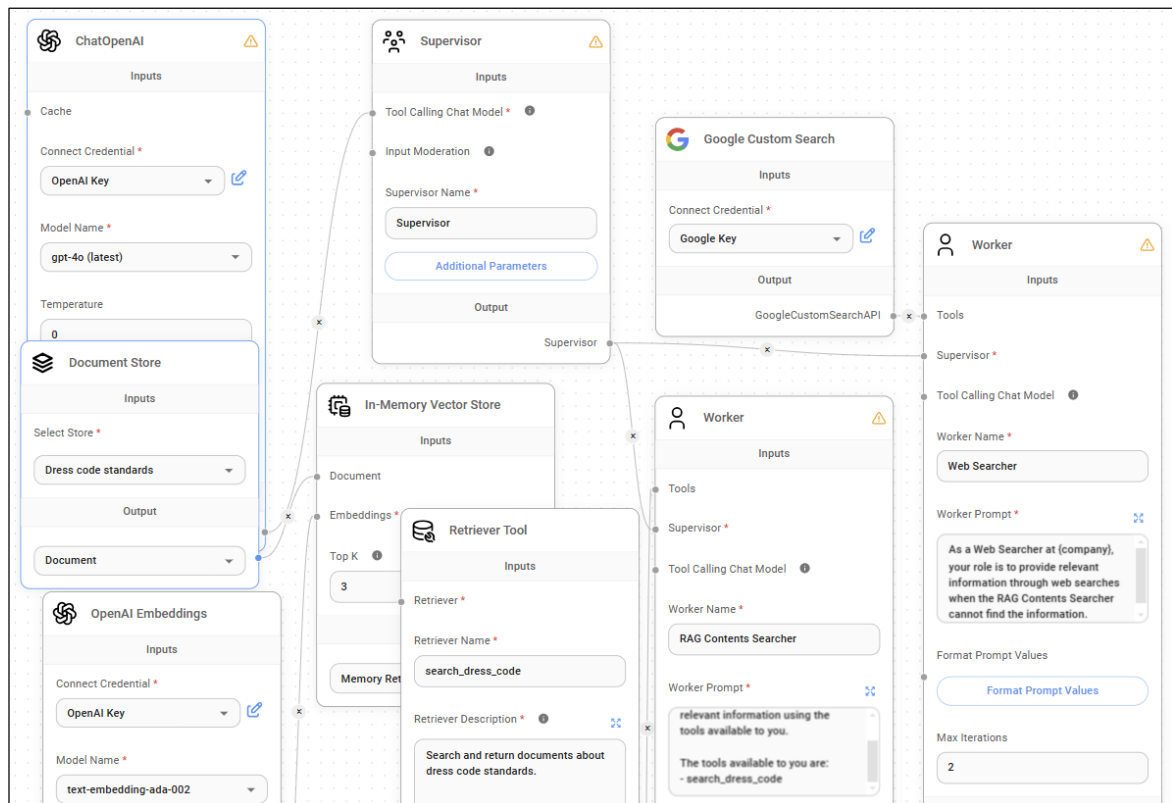 ChatOpenAI
Inputs
Cache
Connect Credential *
OpenAI Key
Model Name *
gpt-4o (latest)
Temperature
0
Document Store
Inputs
Select Store *
Dress code standards
Output
Document
OpenAI Embeddings
Inputs
Connect Credential *
OpenAI Key
Model Name *
text-embedding-ada-002
Supervisor
Inputs
Tool Calling Chat Model *
Input Moderation
Supervisor Name *
Supervisor
Additional Parameters
Output
Supervisor
In-Memory Vector Store
Inputs
Document
Embeddings *
Top K
3
Memory Ret
Retriever Tool
Inputs
Retriever *
Retriever Name *
search_dress_code
Retriever Description *
Search and return documents about
dress code standards.
Google Custom Search
Inputs
Connect Credential *
Google Key
Output
GoogleCustomSearchAPI
Worker
Inputs
Tools
Supervisor *
Tool Calling Chat Model
Worker Name *
RAG Contents Searcher
Worker Prompt *
relevant information using the
tools available to you.
The tools available to you are:
- search_dress_code
Worker
Inputs
Tools
Supervisor *
Tool Calling Chat Model
Worker Name *
Web Searcher
Worker Prompt *
As a Web Searcher at {company},
your role is to provide relevant
information through web searches
when the RAG Contents Searcher
cannot find the information.
Format Prompt Values
Format Prompt Values
Max Iterations
2